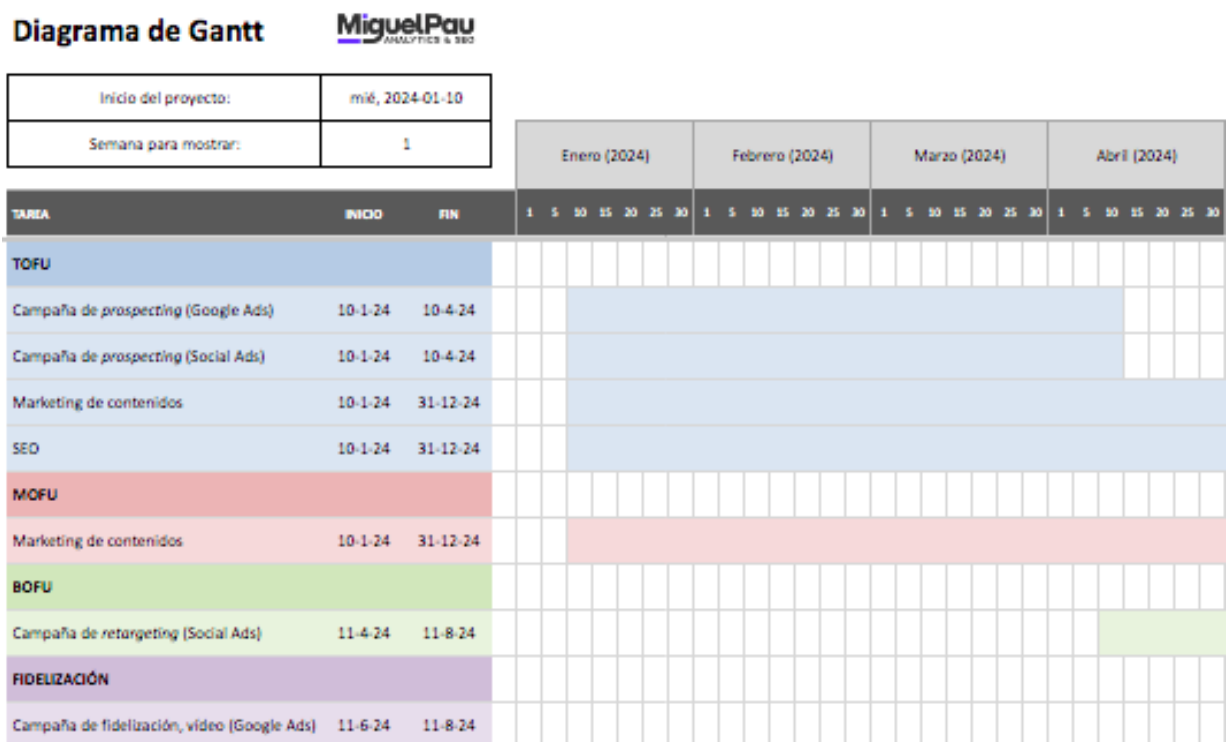 Diagrama de Gantt
MiguelPau
ANALYTICS & SEO
Inicio del proyecto: mié, 2024-01-10
Semana para mostrar: 1
Enero (2024) Febrero (2024) Marzo (2024) Abril (2024)
TAREA INICIO FIN 1 5 10 15 20 25 30 1 5 10 15 20 25 30 1 5 10 15 20 25 30 1 5 10 15 20 25 30
TOFU
Campaña de prospecting (Google Ads) 10-1-24 10-4-24
Campaña de prospecting (Social Ads) 10-1-24 10-4-24
Marketing de contenidos 10-1-24 31-12-24
SEO 10-1-24 31-12-24
MOFU
Marketing de contenidos 10-1-24 31-12-24
BOFU
Campaña de retargeting (Social Ads) 11-4-24 11-8-24
FIDELIZACIÓN
Campaña de fidelización, vídeo (Google Ads) 11-6-24 11-8-24